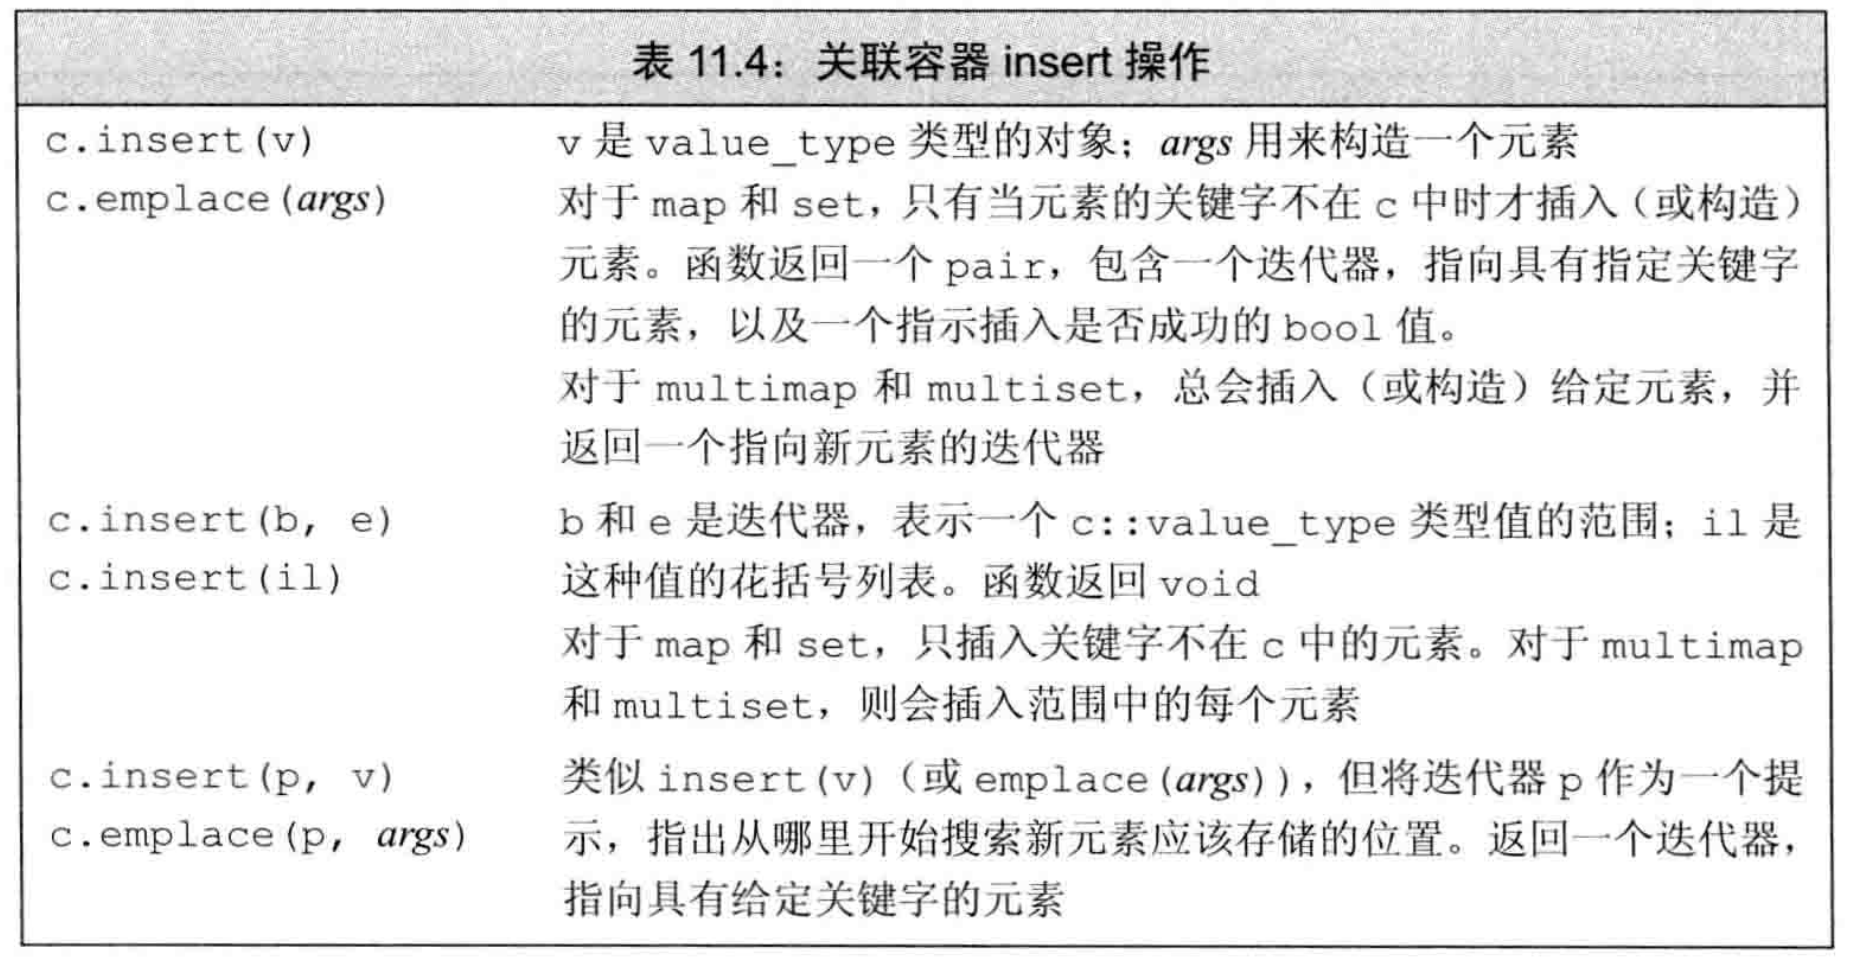 表 11.4：关联容器 insert 操作
c.insert(v) v 是 value_type 类型的对象；args 用来构造一个元素
c.emplace(args) 对于 map 和 set，只有当元素的关键字不在 c 中时才插入（或构造）
元素。函数返回一个 pair，包含一个迭代器，指向具有指定关键字
的元素，以及一个指示插入是否成功的 bool 值。
对于 multimap 和 multiset，总会插入（或构造）给定元素，并
返回一个指向新元素的迭代器
c.insert(b, e) b 和 e 是迭代器，表示一个 c::value_type 类型值的范围；il 是
c.insert(il) 这种值的花括号列表。函数返回 void
对于 map 和 set，只插入关键字不在 c 中的元素。对于 multimap
和 multiset，则会插入范围中的每个元素
c.insert(p, v) 类似 insert(v)（或 emplace(args)），但将迭代器 p 作为一个提
c.emplace(p, args) 示，指出从哪里开始搜索新元素应该存储的位置。返回一个迭代器，
指向具有给定关键字的元素